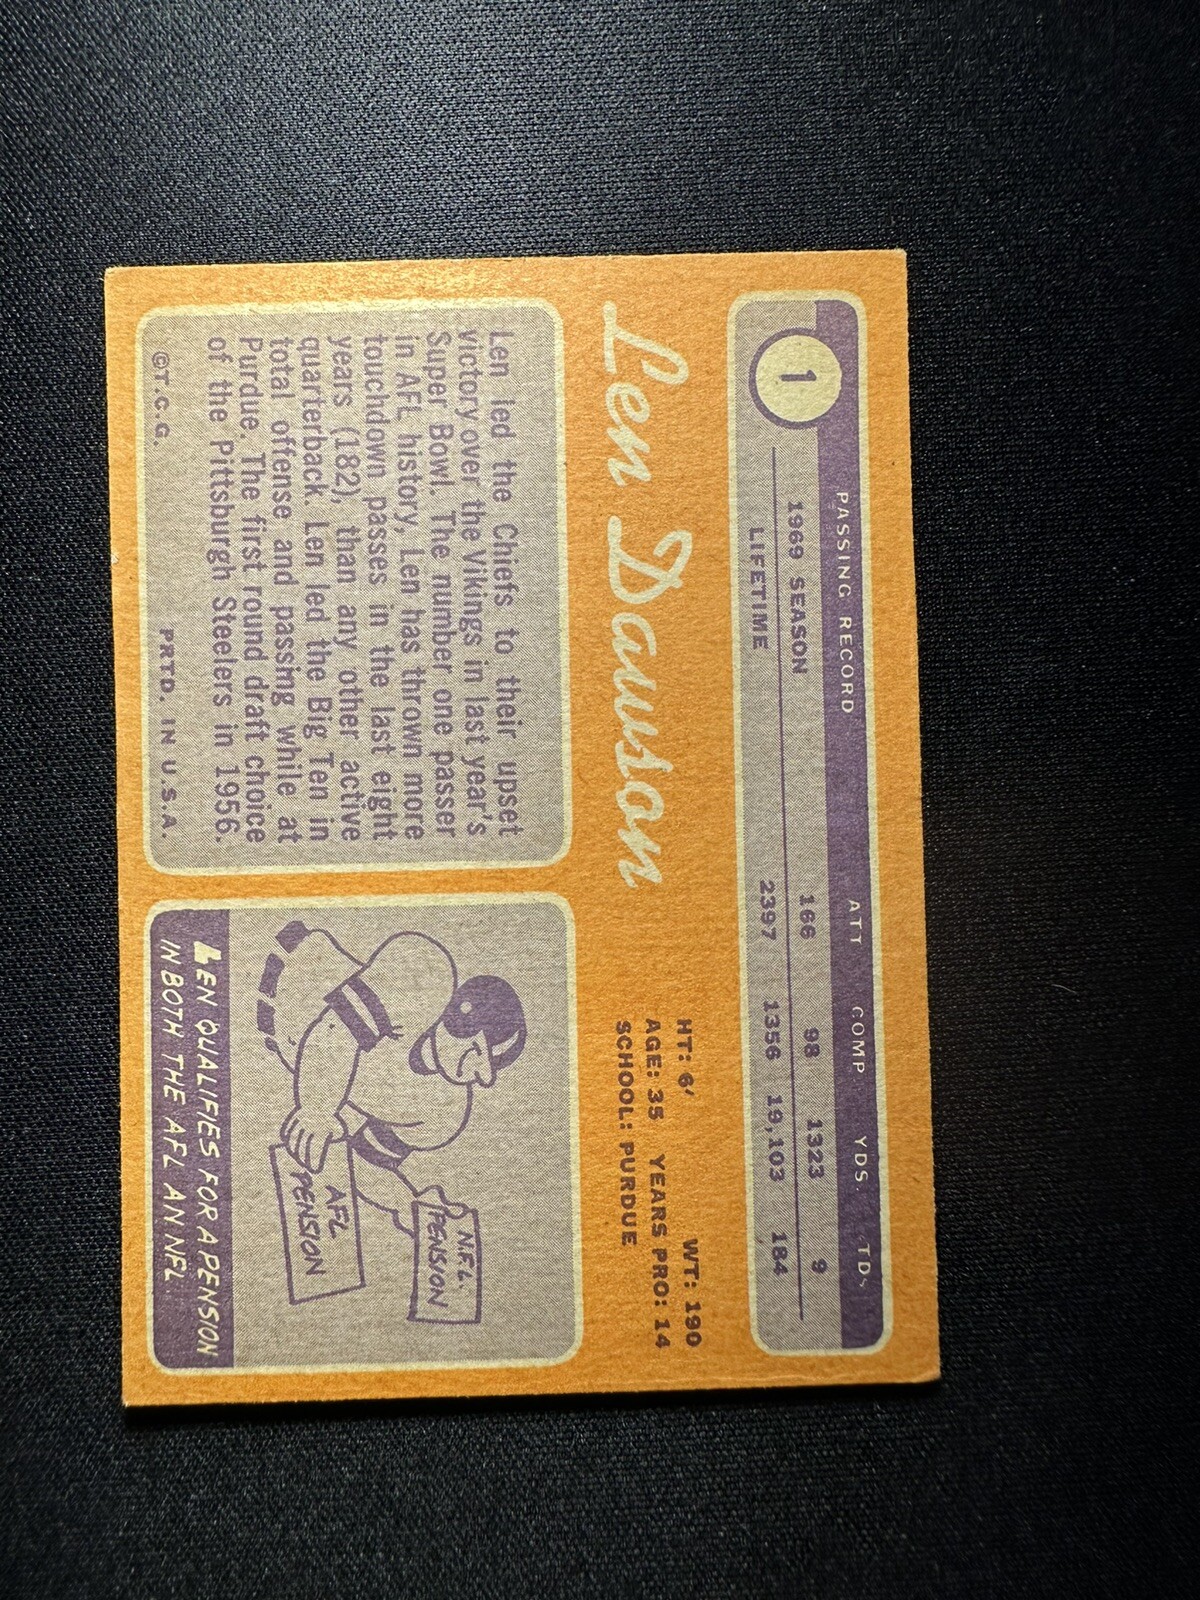 1
PASSING RECORD ATT COMP YDS. TDs
1969 SEASON 166 98 1323 9
LIFETIME 2397 1356 19,103 184
Len Dawson
HT: 6' WT: 190
AGE: 35 YEARS PRO: 14
SCHOOL: PURDUE
Len led the Chiefs to their upset
victory over the Vikings in last year's
Super Bowl. The number one passer
in AFL history, Len has thrown more
touchdown passes in the last eight
years (182), than any other active
quarterback. Len led the Big Ten in
total offense and passing while at
Purdue. The first round draft choice
of the Pittsburgh Steelers in 1956.
©T.C.G. PRTD. IN U.S.A.
N.F.L.
PENSION
AFL
PENSION
LEN QUALIFIES FOR A PENSION
IN BOTH THE AFL AN NFL